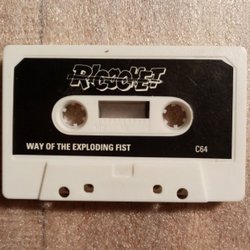 RICOCHET
WAY OF THE EXPLODING FIST
C64